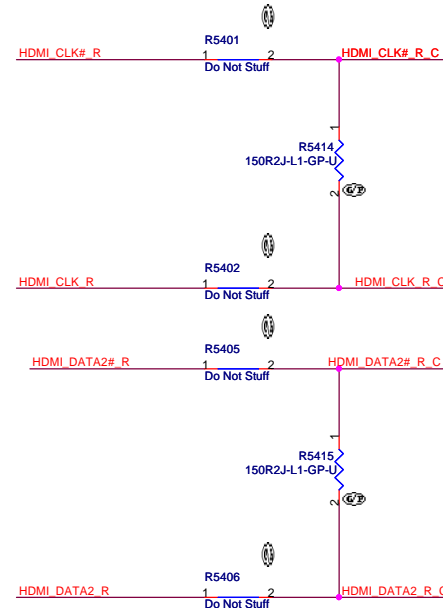 R5401
HDMI_CLK#_R
1
2
HDMI_CLK#_R_C
Do Not Stuff
1
R5414
150R2J-L1-GP-U
2
G/P
R5402
HDMI_CLK_R
1
2
HDMI_CLK_R_C
Do Not Stuff
R5405
HDMI_DATA2#_R
1
2
HDMI_DATA2#_R_C
Do Not Stuff
1
R5415
150R2J-L1-GP-U
2
G/P
R5406
HDMI_DATA2_R
1
2
HDMI_DATA2_R_C
Do Not Stuff